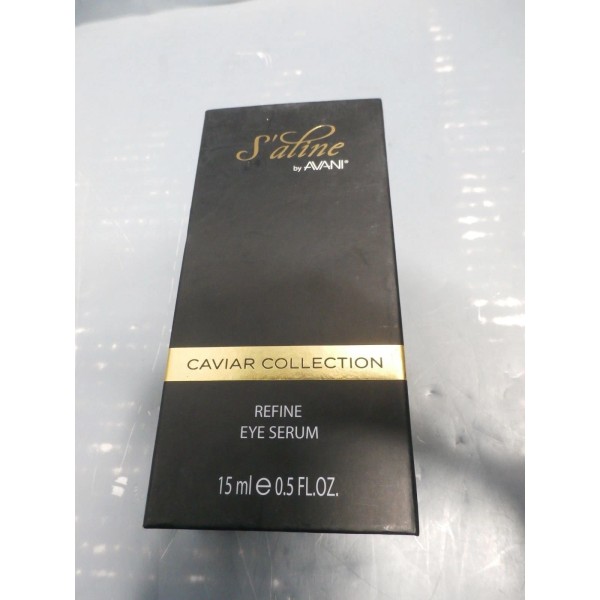 S'aline
by AVANI®
CAVIAR COLLECTION
REFINE
EYE SERUM
15 ml e 0.5 FL.OZ.